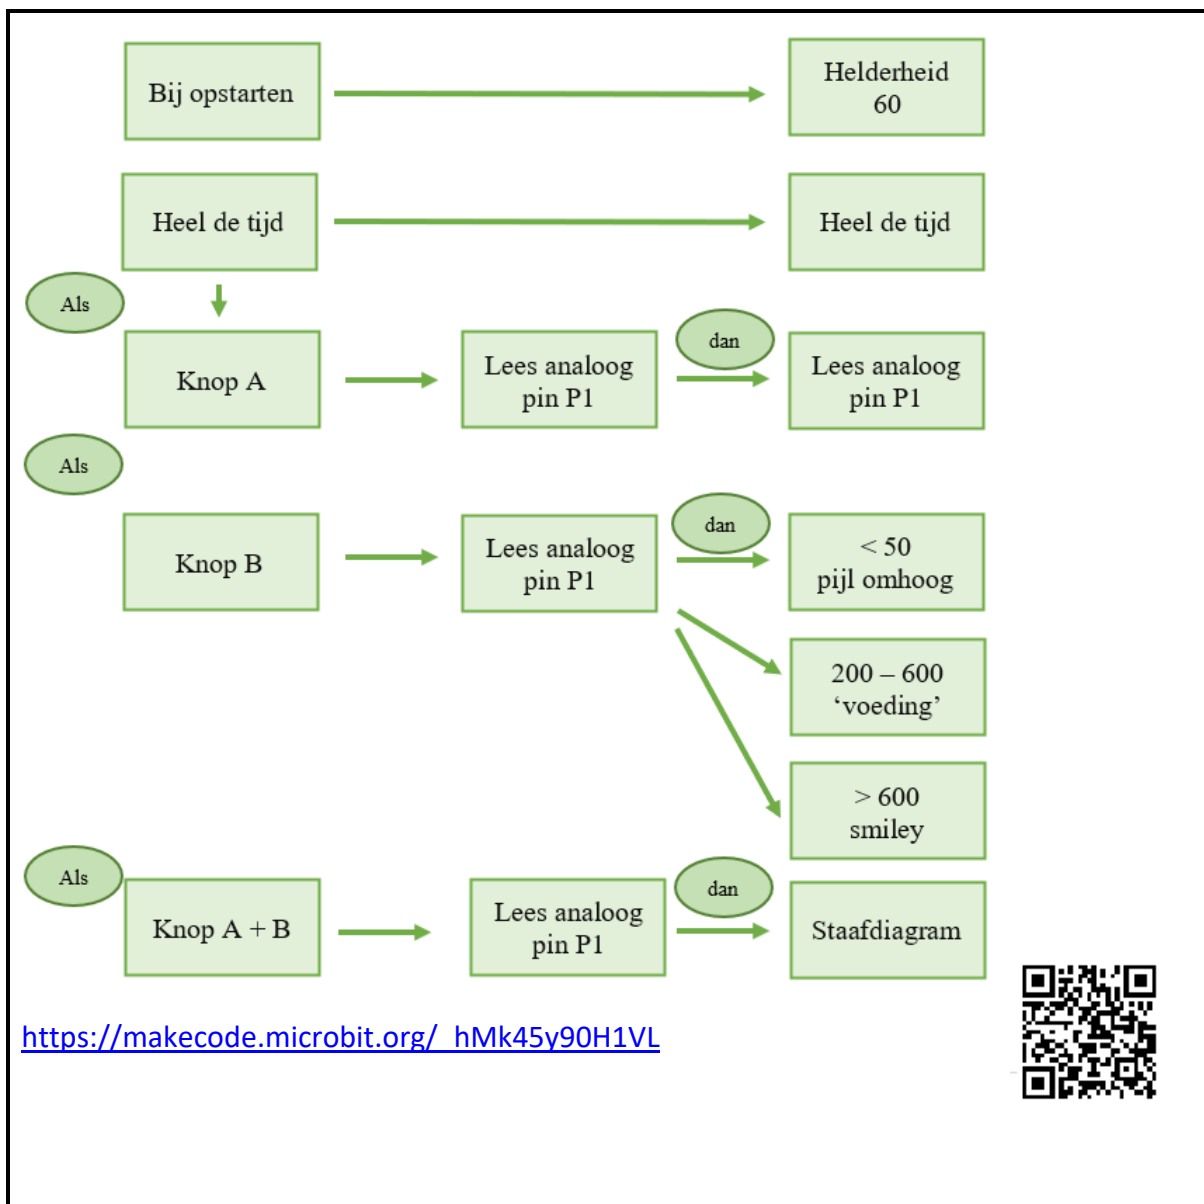 Bij opstarten
Helderheid
60
Heel de tijd
Heel de tijd
Als
Knop A
Lees analoog
pin P1
dan
Lees analoog
pin P1
Als
Knop B
Lees analoog
pin P1
dan
< 50
pijl omhoog
200 – 600
‘voeding’
> 600
smiley
Als
Knop A + B
Lees analoog
pin P1
dan
Staafdiagram
https://makecode.microbit.org/_hMk45y90H1VL